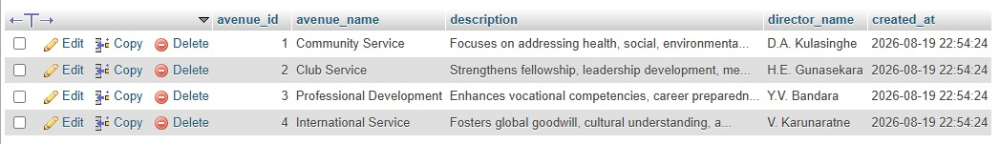 avenue_id avenue_name description director_name created_at
Edit Copy Delete 1 Community Service Focuses on addressing health, social, environmenta... D.A. Kulasinghe 2026-08-19 22:54:24
Edit Copy Delete 2 Club Service Strengthens fellowship, leadership development, me... H.E. Gunasekara 2026-08-19 22:54:24
Edit Copy Delete 3 Professional Development Enhances vocational competencies, career preparedn... Y.V. Bandara 2026-08-19 22:54:24
Edit Copy Delete 4 International Service Fosters global goodwill, cultural understanding, a... V. Karunaratne 2026-08-19 22:54:24